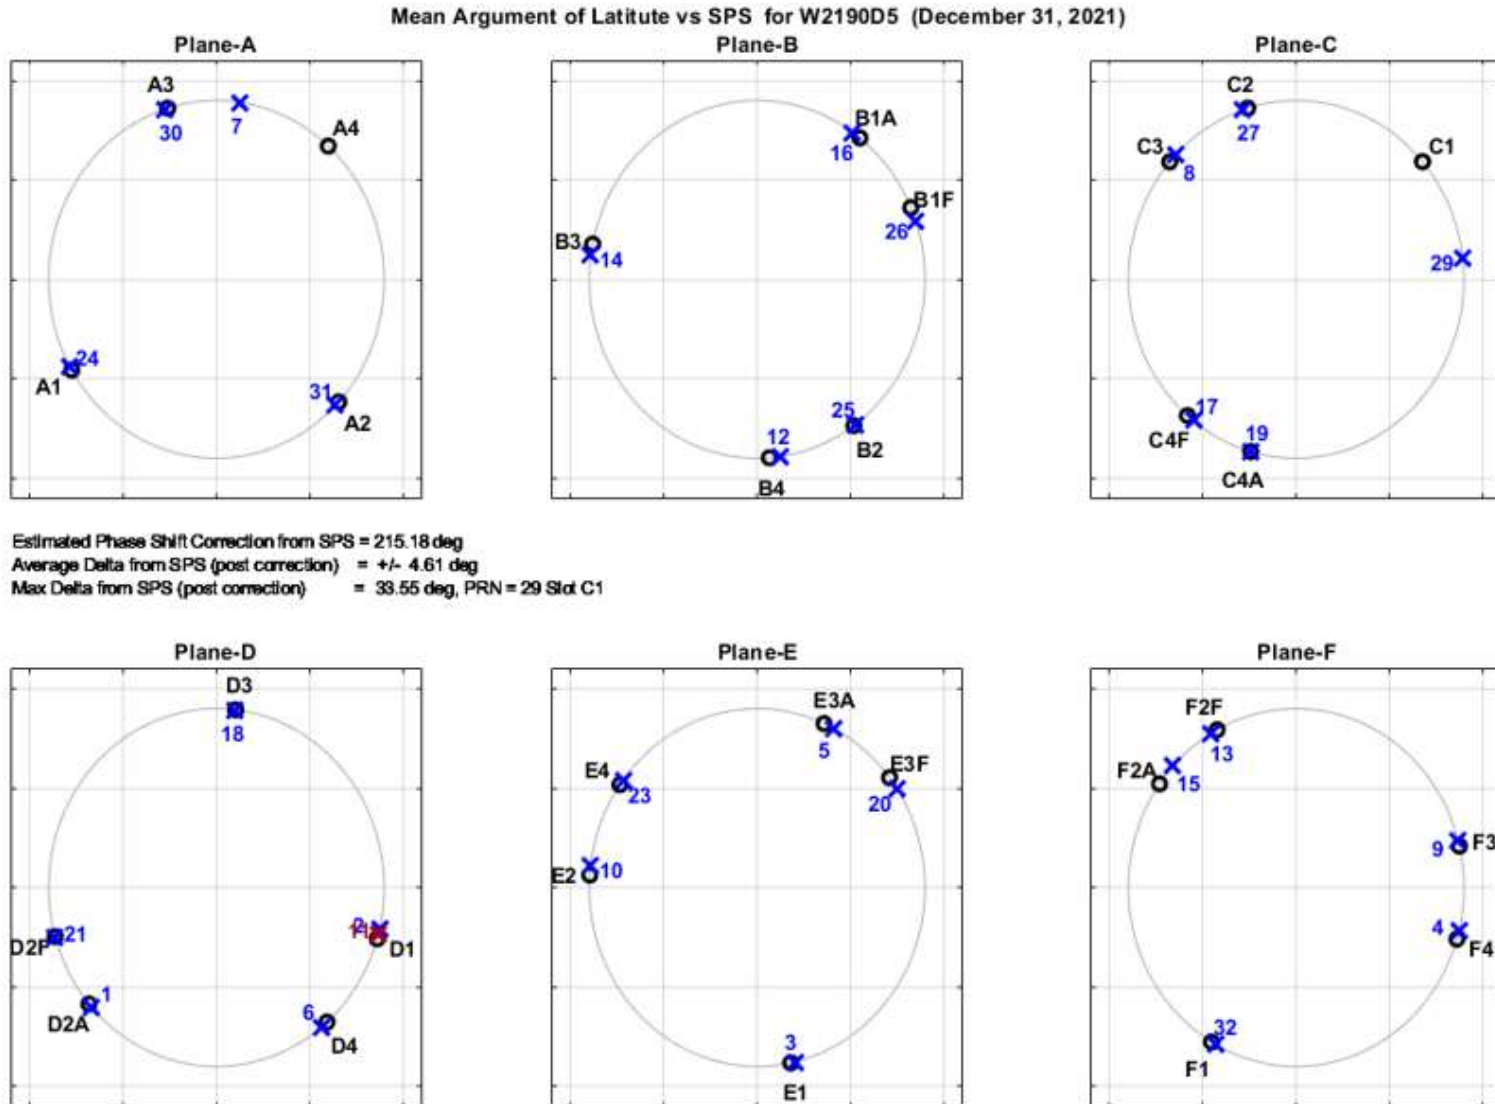 Mean Argument of Latitute vs SPS for W2190D5 (December 31, 2021)
Plane-A
A3
30
7
A4
24
A1
31
A2
Plane-B
B1A
16
B1F
26
B3
14
25
12
B2
B4
Plane-C
C2
27
C3
8
C1
29
17
C4F
19
C4A
Estimated Phase Shift Correction from SPS = 215.18 deg
Average Delta from SPS (post correction) = +/- 4.61 deg
Max Delta from SPS (post correction) = 33.55 deg, PRN = 29 Slot C1
Plane-D
D3
18
D2F
21
2
11
D1
1
D2A
6
D4
Plane-E
E3A
5
E4
23
E3F
20
E2
10
3
E1
Plane-F
F2F
13
F2A
15
9
F3
4
F4
32
F1